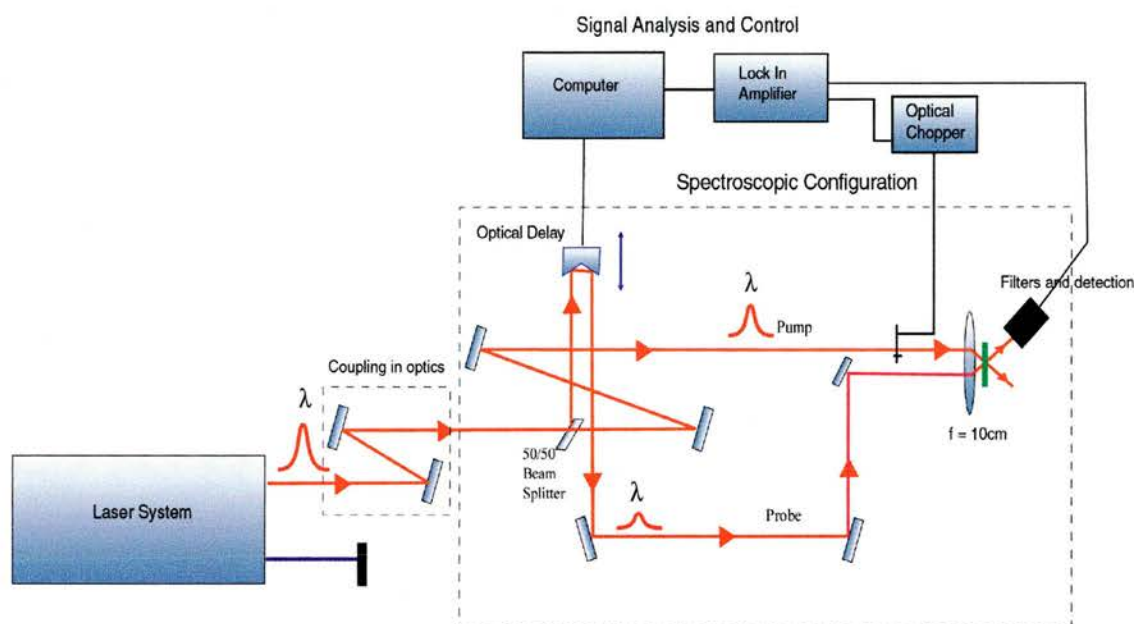 Signal Analysis and Control
Computer
Lock In
Amplifier
Optical
Chopper
Spectroscopic Configuration
Optical Delay
Filters and detection
λ
Pump
Coupling in optics
λ
f = 10cm
50/50
Beam
Splitter
λ
Probe
Laser System